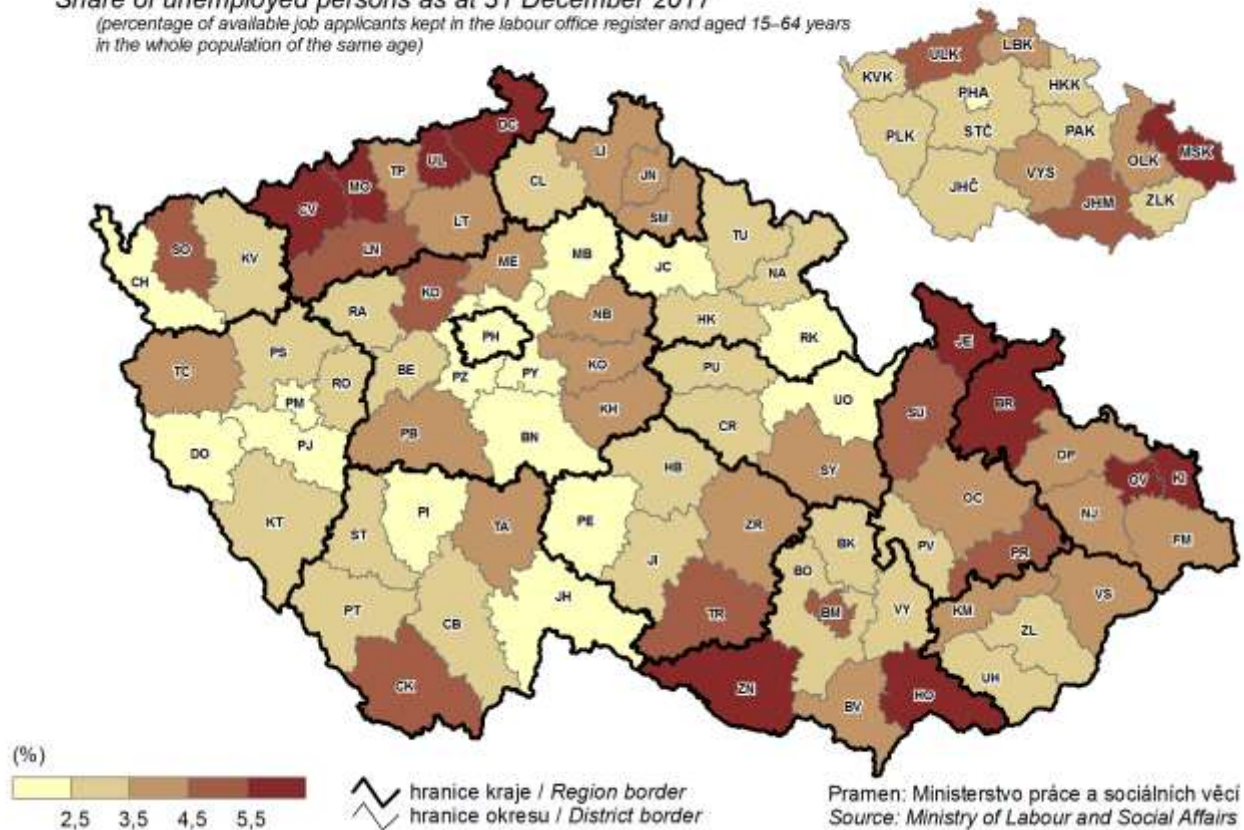 Share of unemployed persons as at 31 December 2017
(percentage of available job applicants kept in the labour office register and aged 15–64 years
in the whole population of the same age)
ULK LBK
KVK HKK
PHA
PLK STČ PAK
MSK
VYS OLK
JHČ JHM ZLK
DC
UL
TP LI
MO CL JN
CV
LT SM
SO LN TU
KV ME MB
CH JC NA
KD
RA NB HK
PH RK
PS JE
TC BE KO PU
RO PZ PY
PM UO BR
KH SU
PB CR
DO PJ BN OP
HB SY OV KI
OC
KT PI TA PE ZR NJ
ST FM
BK PV PR
JI BO
PT JH TR BM VY KM VS
CB ZL
CK ZN UH
BV HO
(%)
2,5 3,5 4,5 5,5
hranice kraje / Region border
hranice okresu / District border
Pramen: Ministerstvo práce a sociálních věcí
Source: Ministry of Labour and Social Affairs